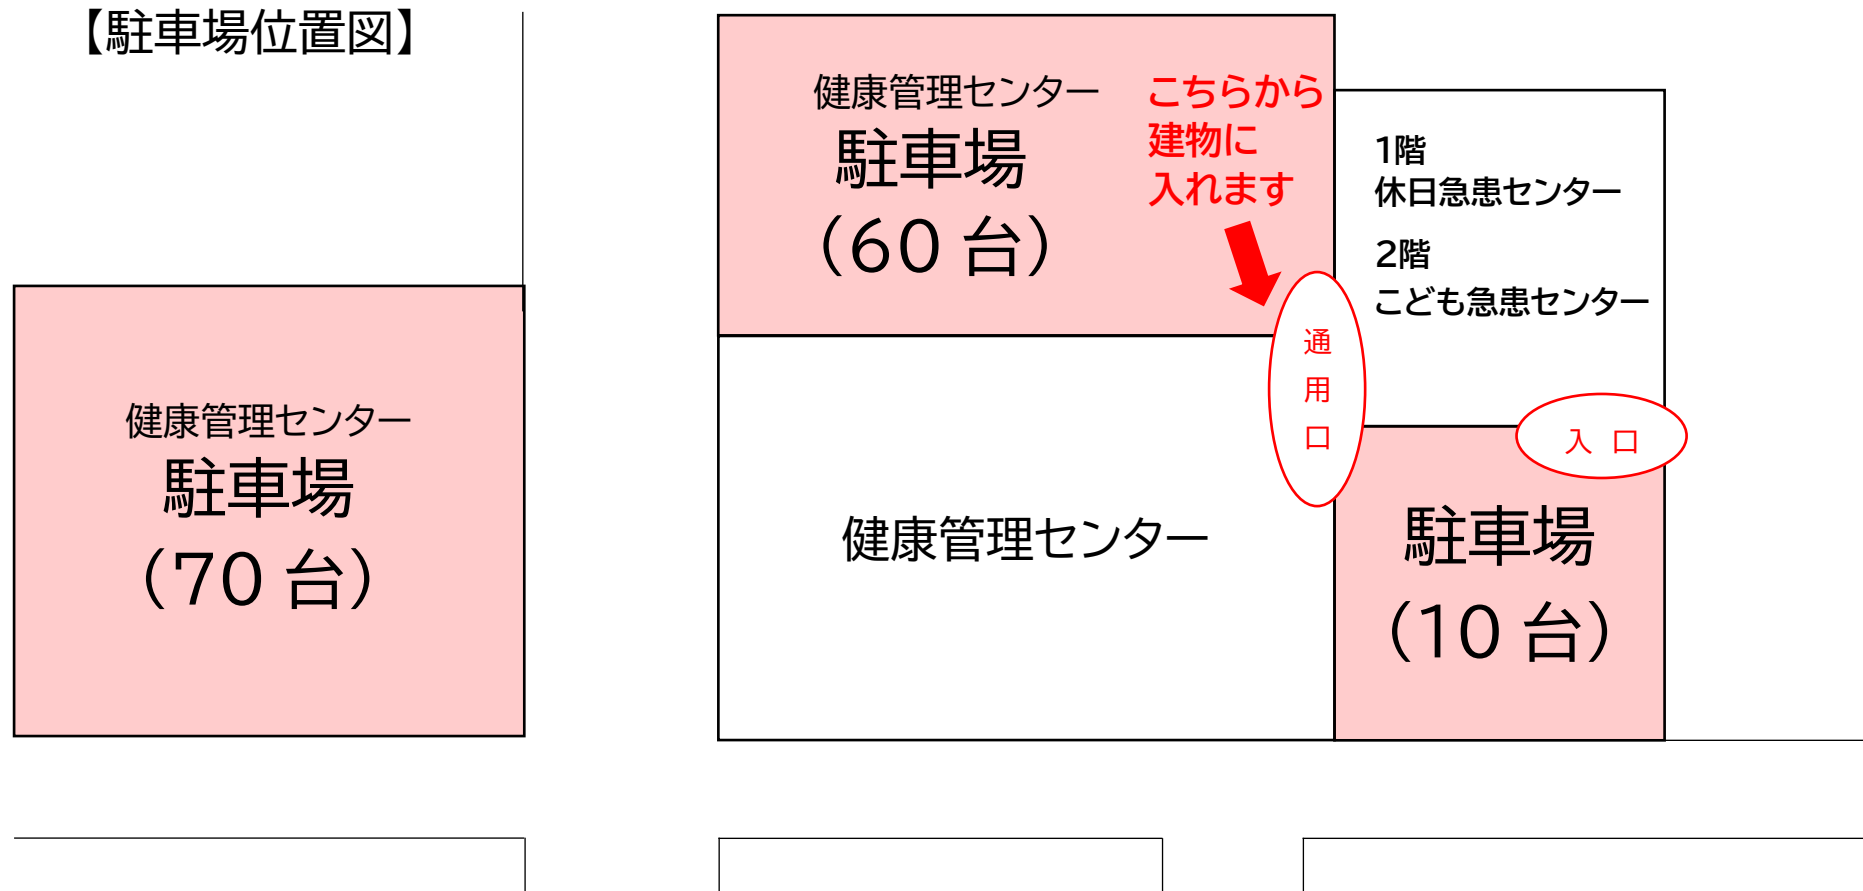 【駐車場位置図】
健康管理センター
駐車場
（60 台）
こちらから
建物に
入れます
1階
休日急患センター
2階
こども急患センター
通
用
口
入 口
健康管理センター
駐車場
（70 台）
健康管理センター
駐車場
（10 台）